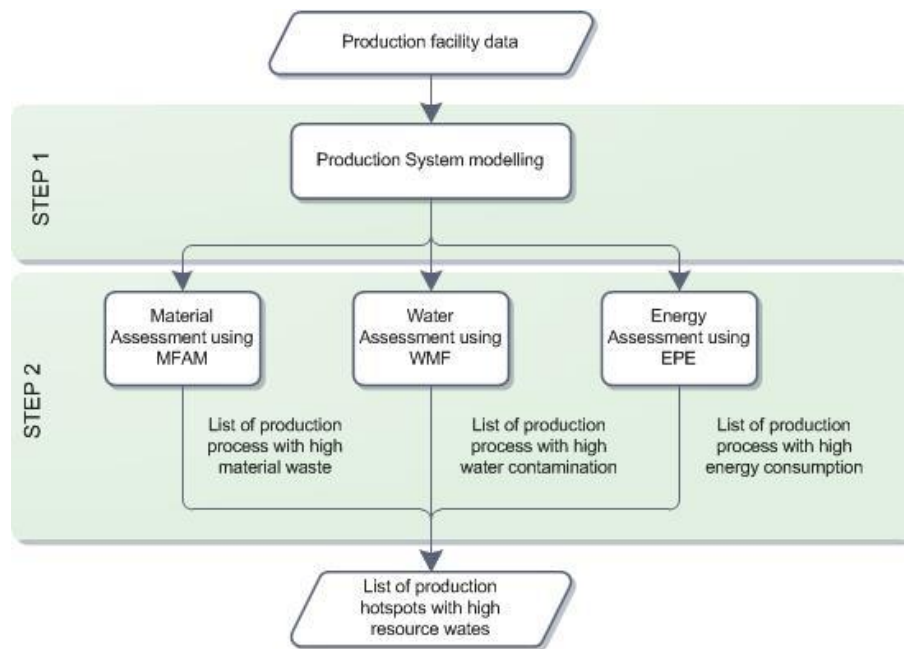 Production facility data
STEP 1
Production System modelling
STEP 2
Material
Assessment using
MFAM
Water
Assessment using
WMF
Energy
Assessment using
EPE
List of production
process with high
material waste
List of production
process with high
water contamination
List of production
process with high
energy consumption
List of production
hotspots with high
resource wates